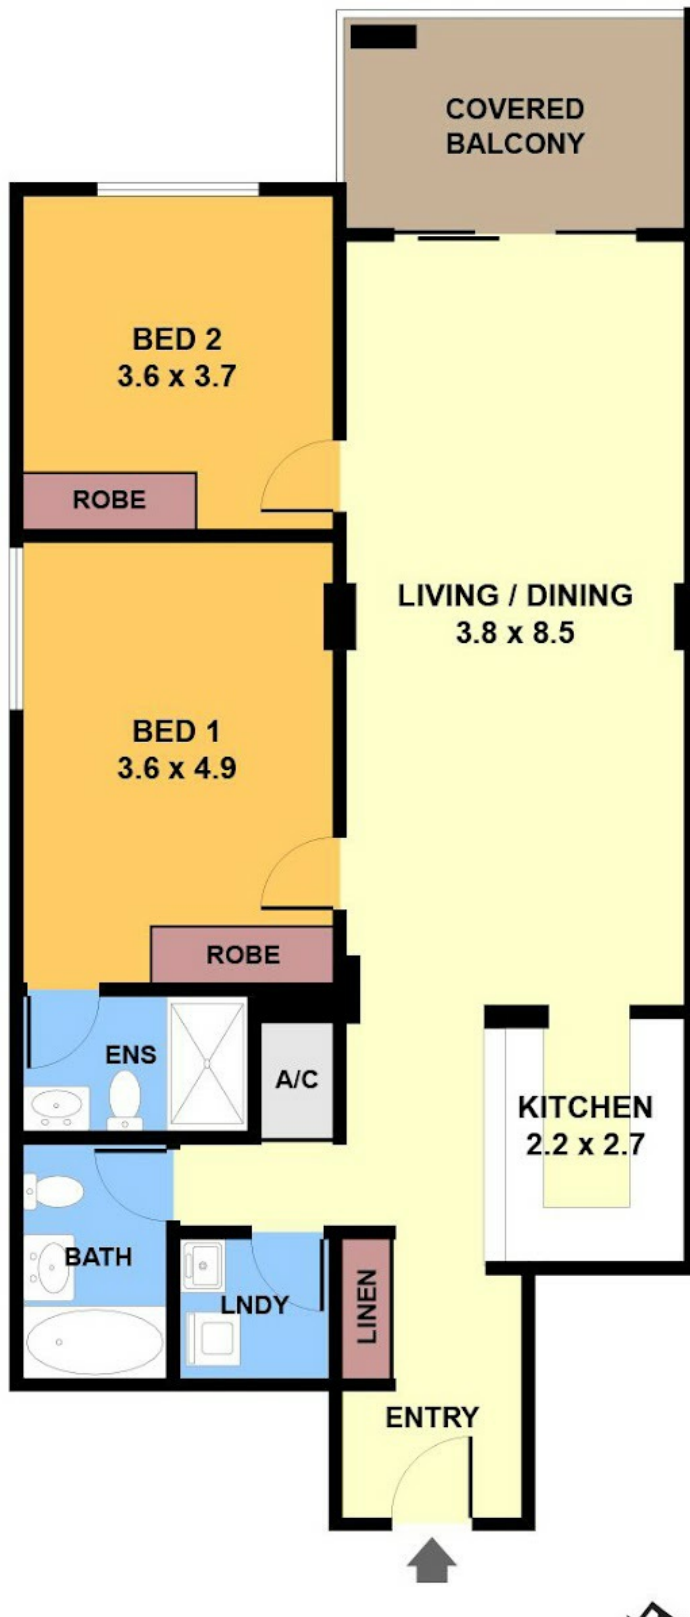 COVERED
BALCONY
BED 2
3.6 x 3.7
ROBE
LIVING / DINING
3.8 x 8.5
BED 1
3.6 x 4.9
ROBE
ENS
A/C
KITCHEN
2.2 x 2.7
BATH
LNDY
LINEN
ENTRY